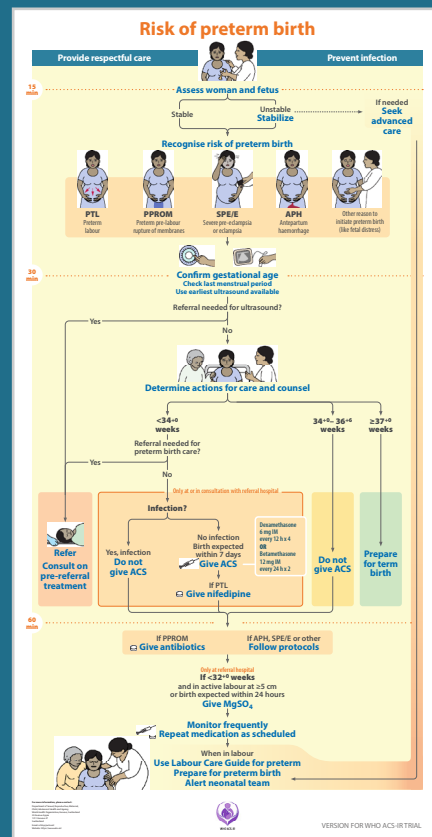 Risk of preterm birth
Provide respectful care
Prevent infection
15
min
Assess woman and fetus
Stable
Unstable
Stabilize
If needed
Seek
advanced
care
Recognise risk of preterm birth
PTL
Preterm
labour
PPROM
Preterm pre-labour
rupture of membranes
SPE/E
Severe pre-eclampsia
or eclampsia
APH
Antepartum
haemorrhage
Other reason to
initiate preterm birth
(like fetal distress)
30
min
Confirm gestational age
Check last menstrual period
Use earliest ultrasound available
Referral needed for ultrasound?
Yes
No
Determine actions for care and counsel
<34+0
weeks
34+0– 36+6
weeks
≥37+0
weeks
Referral needed for
preterm birth care?
Yes
No
Only at or in consultation with referral hospital
Infection?
Refer
Consult on
pre-referral
treatment
Yes, infection
Do not
give ACS
No infection
Birth expected
within 7 days
Give ACS
Dexamethasone
6 mg IM
every 12 h x 4
OR
Betamethasone
12 mg IM
every 24 h x 2
If PTL
Give nifedipine
Do not
give ACS
Prepare
for term
birth
60
min
If PPROM
Give antibiotics
If APH, SPE/E or other
Follow protocols
Only at referral hospital
If <32+0 weeks
and in active labour at ≥5 cm
or birth expected within 24 hours
Give MgSO4
Monitor frequently
Repeat medication as scheduled
When in labour
Use Labour Care Guide for preterm
Prepare for preterm birth
Alert neonatal team
VERSION FOR WHO ACS-IR TRIAL